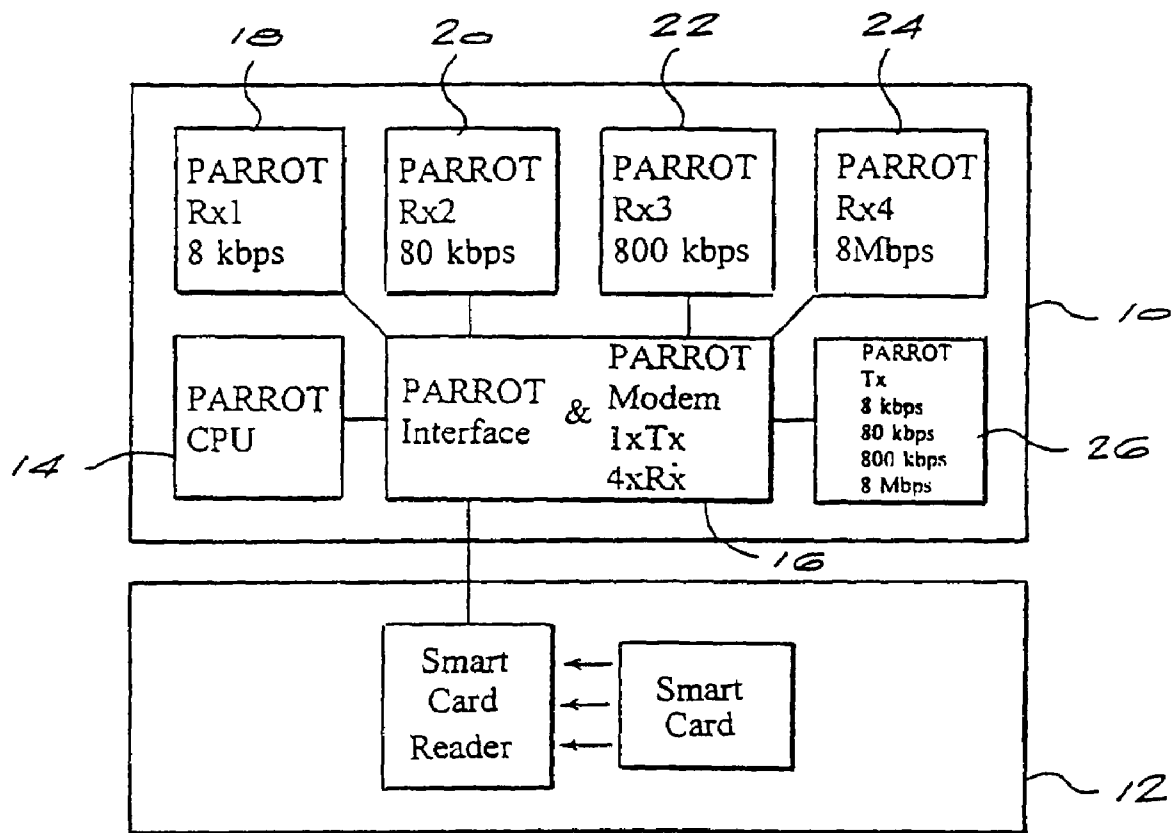 18
20
22
24
PARROT
Rx1
8 kbps
PARROT
Rx2
80 kbps
PARROT
Rx3
800 kbps
PARROT
Rx4
8Mbps
10
PARROT
CPU
14
PARROT
Interface
&
PARROT
Modem
1xTx
4xRx
16
PARROT
Tx
8 kbps
80 kbps
800 kbps
8 Mbps
26
Smart
Card
Reader
Smart
Card
12